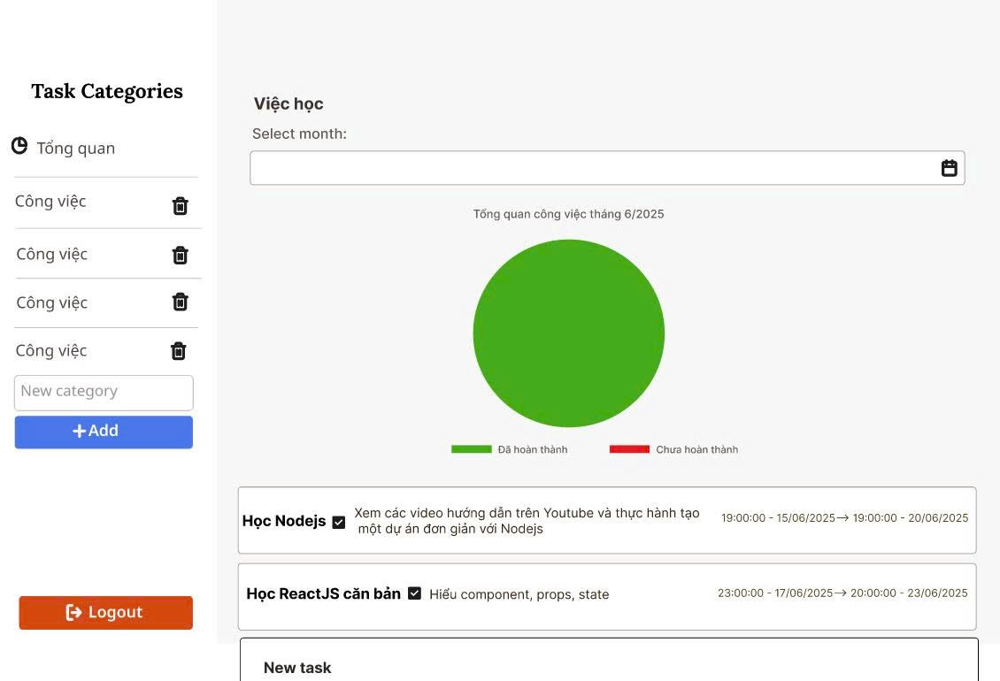 Task Categories
Tổng quan
Công việc
Công việc
Công việc
Công việc
New category
+Add
Logout
Việc học
Select month:
Tổng quan công việc tháng 6/2025
Đã hoàn thành
Chưa hoàn thành
Học Nodejs
Xem các video hướng dẫn trên Youtube và thực hành tạo
một dự án đơn giản với Nodejs
19:00:00 - 15/06/2025→ 19:00:00 - 20/06/2025
Học ReactJS căn bản
Hiểu component, props, state
23:00:00 - 17/06/2025→ 20:00:00 - 23/06/2025
New task